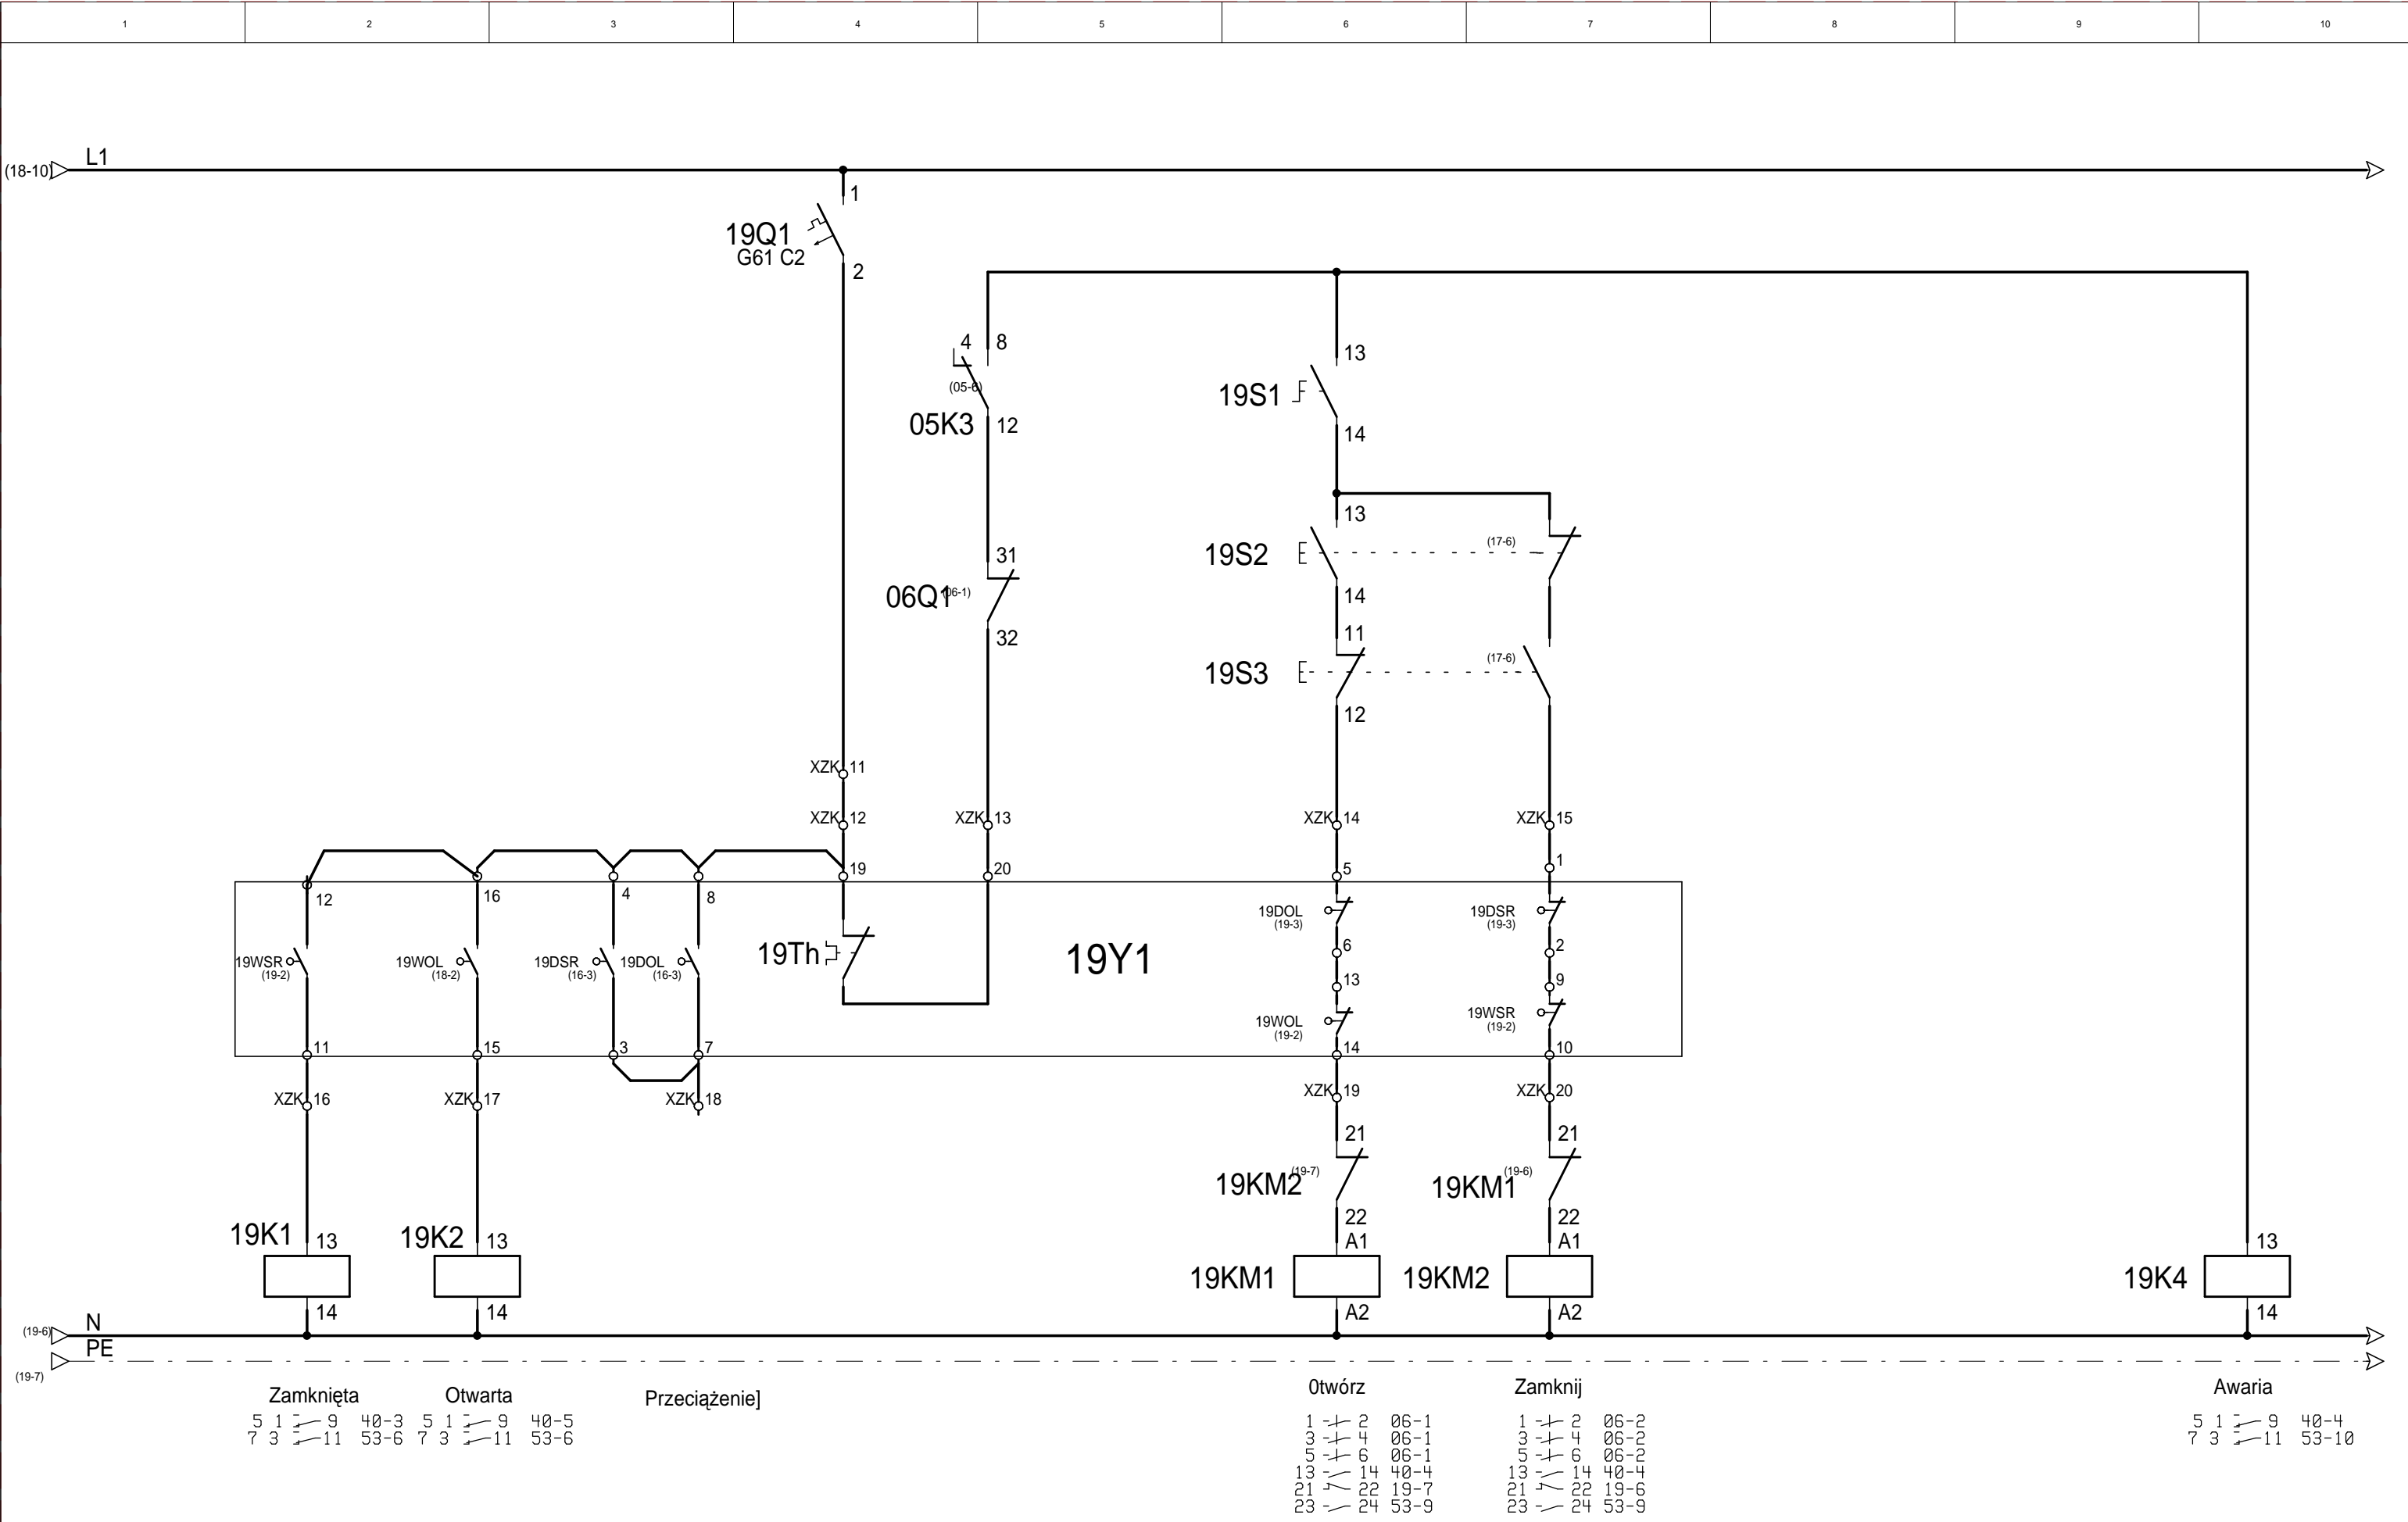 1 2 3 4 5 6 7 8 9 10
(18-10) L1
1
19Q1
G61 C2
2
4 8
(05-6)
05K3 12
13
19S1
14
13
19S2 (17-6)
14
31
06Q1 (06-1)
32
11
19S3 (17-6)
12
XZK 11
XZK 12 XZK 13 XZK 14 XZK 15
19 20 5 1
12 16 4 8
19DOL 19DSR
(19-3) (19-3)
19WSR 19WOL 19DSR 19DOL 19Th 19Y1 6 2
(19-2) (18-2) (16-3) (16-3)
13 9
19WOL 19WSR
(19-2) (19-2)
11 15 3 7 14 10
XZK 16 XZK 17 XZK 18 XZK 19 XZK 20
21 21
19KM2 (19-7) 19KM1 (19-6)
22 22
19K1 13 19K2 13 A1 A1 13
19KM1 19KM2 19K4
14 14 A2 A2 14
(19-6) N
PE
(19-7)
Zamknięta Otwarta Przeciążenie] 0twórz Zamknij Awaria
5 1 9 40-3 5 1 9 40-5 1 2 06-1 1 2 06-2 5 1 9 40-4
7 3 11 53-6 7 3 11 53-6 3 4 06-1 3 4 06-2 7 3 11 53-10
5 6 06-1 5 6 06-2
13 14 40-4 13 14 40-4
21 22 19-7 21 22 19-6
23 24 53-9 23 24 53-9